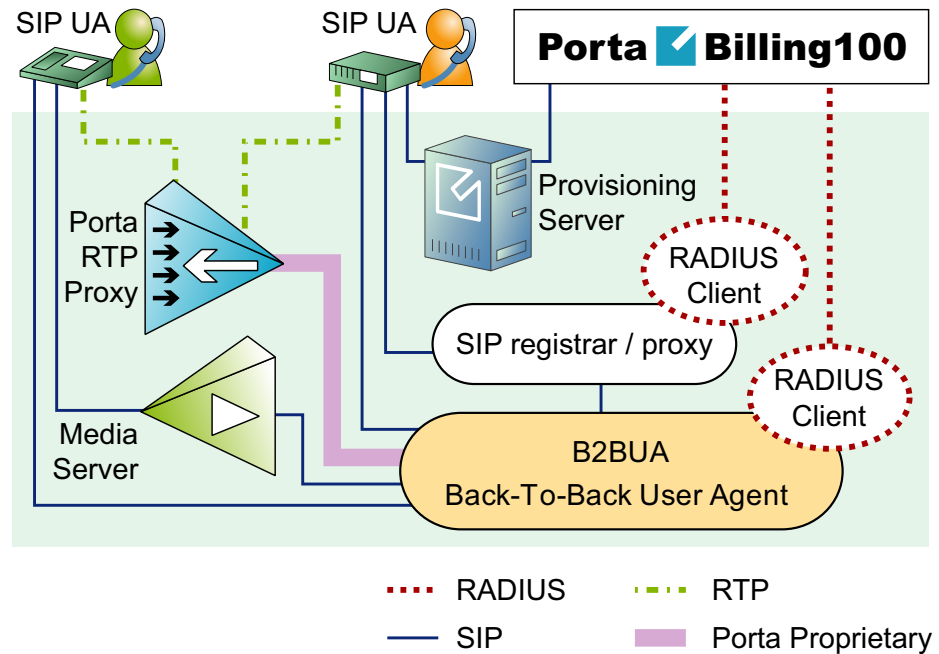 SIP UA
SIP UA
Porta Billing100
Provisioning
Server
Porta
RTP
Proxy
RADIUS
Client
SIP registrar / proxy
RADIUS
Client
Media
Server
B2BUA
Back-To-Back User Agent
RADIUS
RTP
SIP
Porta Proprietary